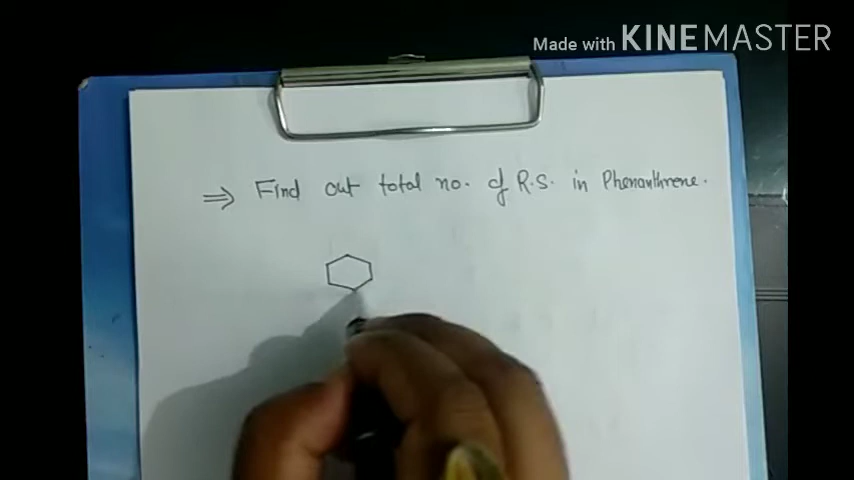 Made with KINEMASTER
⇒ Find out total no. of R.S. in Phenanthrene.